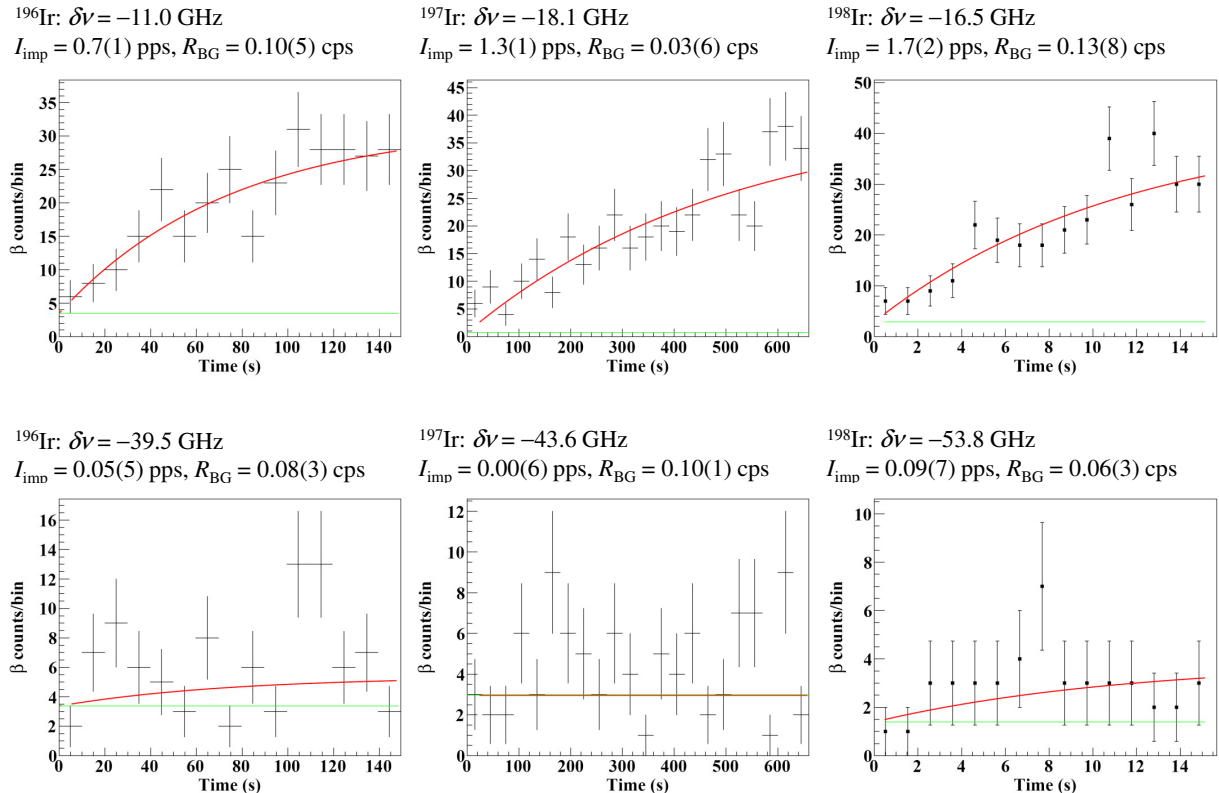 ¹⁹⁶Ir: δν = −11.0 GHz
I_imp = 0.7(1) pps, R_BG = 0.10(5) cps
β counts/bin
35
30
25
20
15
10
5
0
0 20 40 60 80 100 120 140
Time (s)
¹⁹⁷Ir: δν = −18.1 GHz
I_imp = 1.3(1) pps, R_BG = 0.03(6) cps
β counts/bin
45
40
35
30
25
20
15
10
5
0
0 100 200 300 400 500 600
Time (s)
¹⁹⁸Ir: δν = −16.5 GHz
I_imp = 1.7(2) pps, R_BG = 0.13(8) cps
β counts/bin
50
40
30
20
10
0
0 2 4 6 8 10 12 14
Time (s)
¹⁹⁶Ir: δν = −39.5 GHz
I_imp = 0.05(5) pps, R_BG = 0.08(3) cps
β counts/bin
16
14
12
10
8
6
4
2
0
0 20 40 60 80 100 120 140
Time (s)
¹⁹⁷Ir: δν = −43.6 GHz
I_imp = 0.00(6) pps, R_BG = 0.10(1) cps
β counts/bin
12
10
8
6
4
2
0
0 100 200 300 400 500 600
Time (s)
¹⁹⁸Ir: δν = −53.8 GHz
I_imp = 0.09(7) pps, R_BG = 0.06(3) cps
β counts/bin
10
8
6
4
2
0
0 2 4 6 8 10 12 14
Time (s)